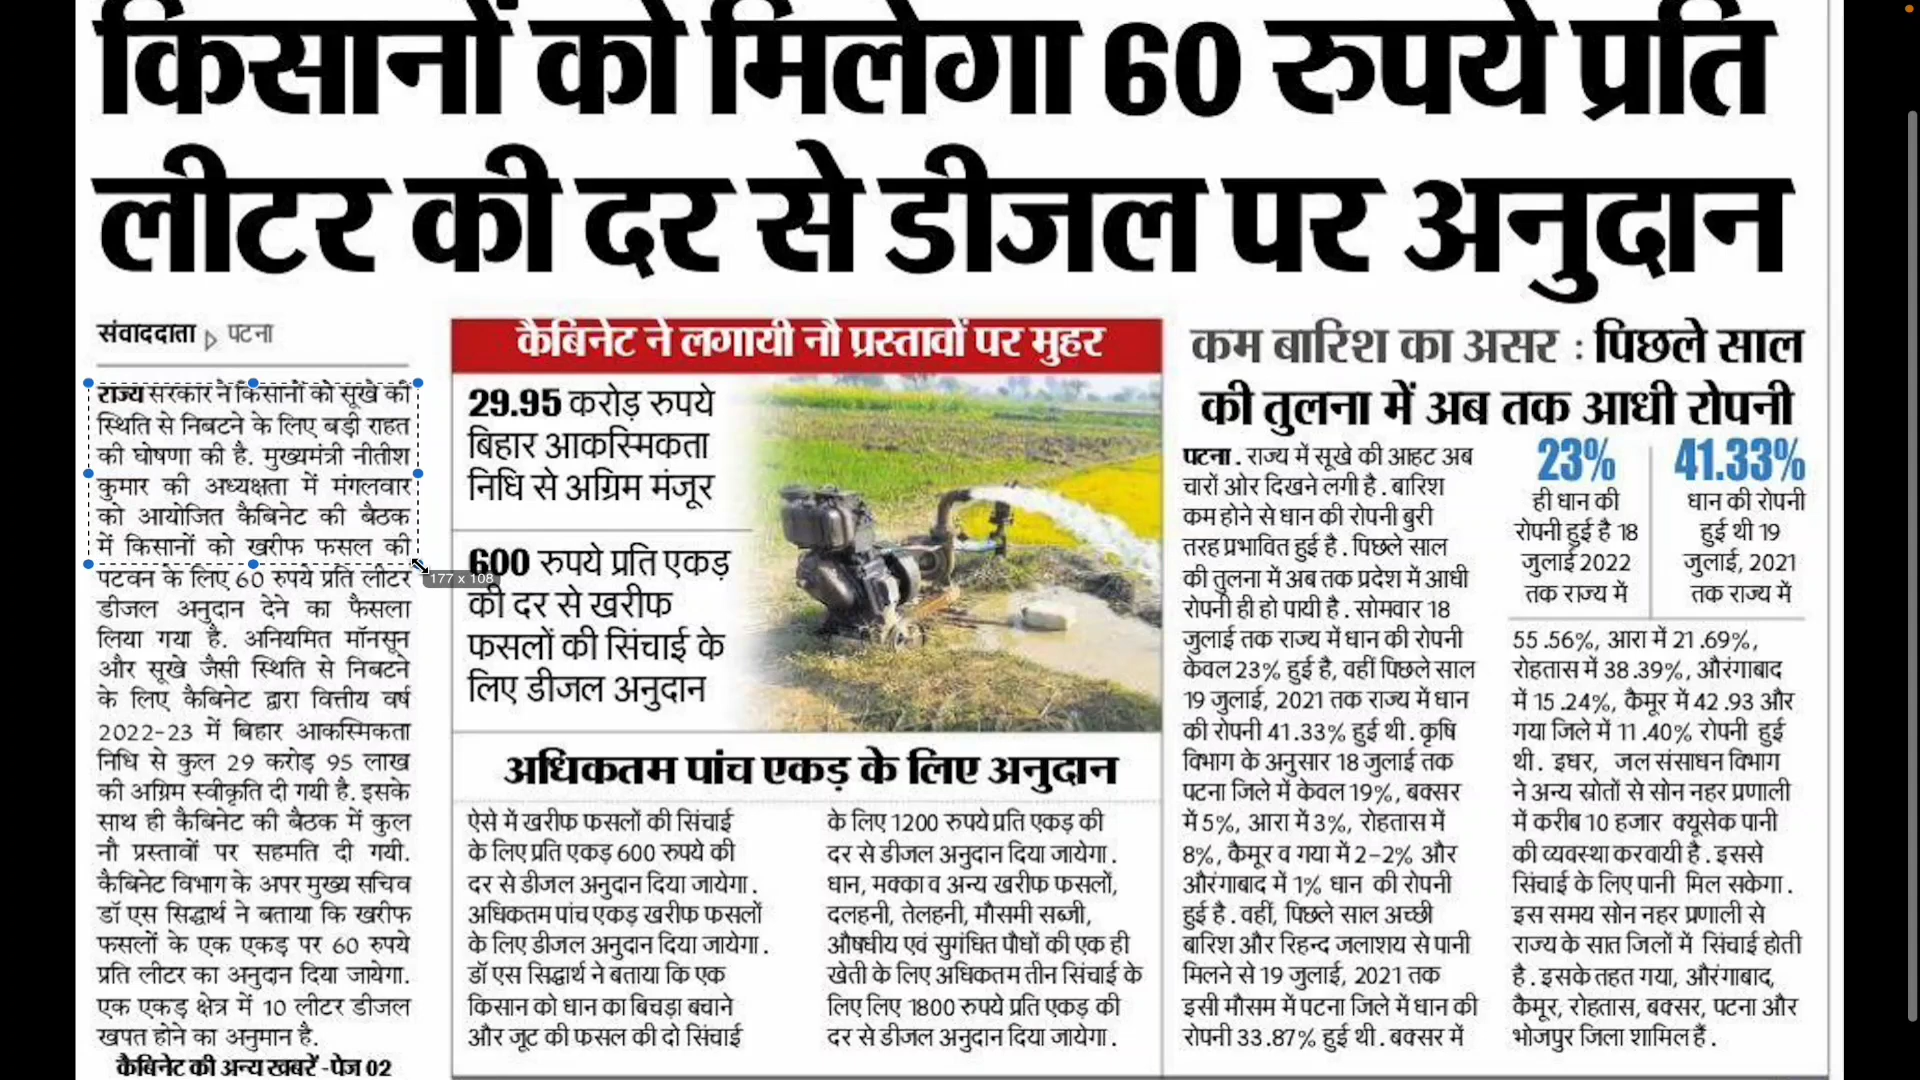 किसानों को मिलेगा 60 रुपये प्रति
लीटर की दर से डीजल पर अनुदान
संवाददाता ▷ पटना
राज्य सरकार ने किसानों को सूखे की
स्थिति से निबटने के लिए बड़ी राहत
की घोषणा की है. मुख्यमंत्री नीतीश
कुमार की अध्यक्षता में मंगलवार
को आयोजित कैबिनेट की बैठक
में किसानों को खरीफ फसल की
पटवन के लिए 60 रुपये प्रति लीटर
डीजल अनुदान देने का फैसला
लिया गया है. अनियमित मॉनसून
और सूखे जैसी स्थिति से निबटने
के लिए कैबिनेट द्वारा वित्तीय वर्ष
2022-23 में बिहार आकस्मिकता
निधि से कुल 29 करोड़ 95 लाख
की अग्रिम स्वीकृति दी गयी है. इसके
साथ ही कैबिनेट की बैठक में कुल
नौ प्रस्तावों पर सहमति दी गयी.
कैबिनेट विभाग के अपर मुख्य सचिव
डॉ एस सिद्धार्थ ने बताया कि खरीफ
फसलों के एक एकड़ पर 60 रुपये
प्रति लीटर का अनुदान दिया जायेगा.
एक एकड़ क्षेत्र में 10 लीटर डीजल
खपत होने का अनुमान है.
कैबिनेट की अन्य खबरें -पेज 02
177 x 108
कैबिनेट ने लगायी नौ प्रस्तावों पर मुहर
29.95 करोड़ रुपये
बिहार आकस्मिकता
निधि से अग्रिम मंजूर
600 रुपये प्रति एकड़
की दर से खरीफ
फसलों की सिंचाई के
लिए डीजल अनुदान
अधिकतम पांच एकड़ के लिए अनुदान
ऐसे में खरीफ फसलों की सिंचाई
के लिए प्रति एकड़ 600 रुपये की
दर से डीजल अनुदान दिया जायेगा.
अधिकतम पांच एकड़ खरीफ फसलों
के लिए डीजल अनुदान दिया जायेगा.
डॉ एस सिद्धार्थ ने बताया कि एक
किसान को धान का बिचड़ा बचाने
और जूट की फसल की दो सिंचाई
के लिए 1200 रुपये प्रति एकड़ की
दर से डीजल अनुदान दिया जायेगा.
धान, मक्का व अन्य खरीफ फसलों,
दलहनी, तेलहनी, मौसमी सब्जी,
औषधीय एवं सुगंधित पौधों की एक ही
खेती के लिए अधिकतम तीन सिंचाई के
लिए लिए 1800 रुपये प्रति एकड़ की
दर से डीजल अनुदान दिया जायेगा.
कम बारिश का असर : पिछले साल
की तुलना में अब तक आधी रोपनी
पटना. राज्य में सूखे की आहट अब
चारों ओर दिखने लगी है. बारिश
कम होने से धान की रोपनी बुरी
तरह प्रभावित हुई है. पिछले साल
की तुलना में अब तक प्रदेश में आधी
रोपनी ही हो पायी है. सोमवार 18
जुलाई तक राज्य में धान की रोपनी
केवल 23% हुई है, वहीं पिछले साल
19 जुलाई, 2021 तक राज्य में धान
की रोपनी 41.33% हुई थी. कृषि
विभाग के अनुसार 18 जुलाई तक
पटना जिले में केवल 19%, बक्सर
में 5%, आरा में 3%, रोहतास में
8%, कैमूर व गया में 2-2% और
औरंगाबाद में 1% धान की रोपनी
हुई है. वहीं, पिछले साल अच्छी
बारिश और रिहन्द जलाशय से पानी
मिलने से 19 जुलाई, 2021 तक
इसी मौसम में पटना जिले में धान की
रोपनी 33.87% हुई थी. बक्सर में
23%
ही धान की
रोपनी हुई है 18
जुलाई 2022
तक राज्य में
41.33%
धान की रोपनी
हुई थी 19
जुलाई, 2021
तक राज्य में
55.56%, आरा में 21.69%,
रोहतास में 38.39%, औरंगाबाद
में 15.24%, कैमूर में 42.93 और
गया जिले में 11.40% रोपनी हुई
थी. इधर, जल संसाधन विभाग
ने अन्य स्रोतों से सोन नहर प्रणाली
में करीब 10 हजार क्यूसेक पानी
की व्यवस्था करवायी है. इससे
सिंचाई के लिए पानी मिल सकेगा.
इस समय सोन नहर प्रणाली से
राज्य के सात जिलों में सिंचाई होती
है. इसके तहत गया, औरंगाबाद,
कैमूर, रोहतास, बक्सर, पटना और
भोजपुर जिला शामिल हैं.